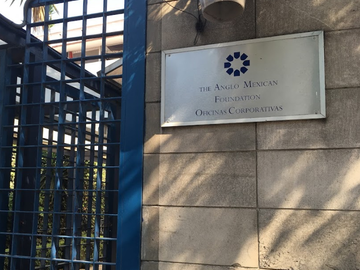 The Anglo Mexican
Foundation
Oficinas Corporativas